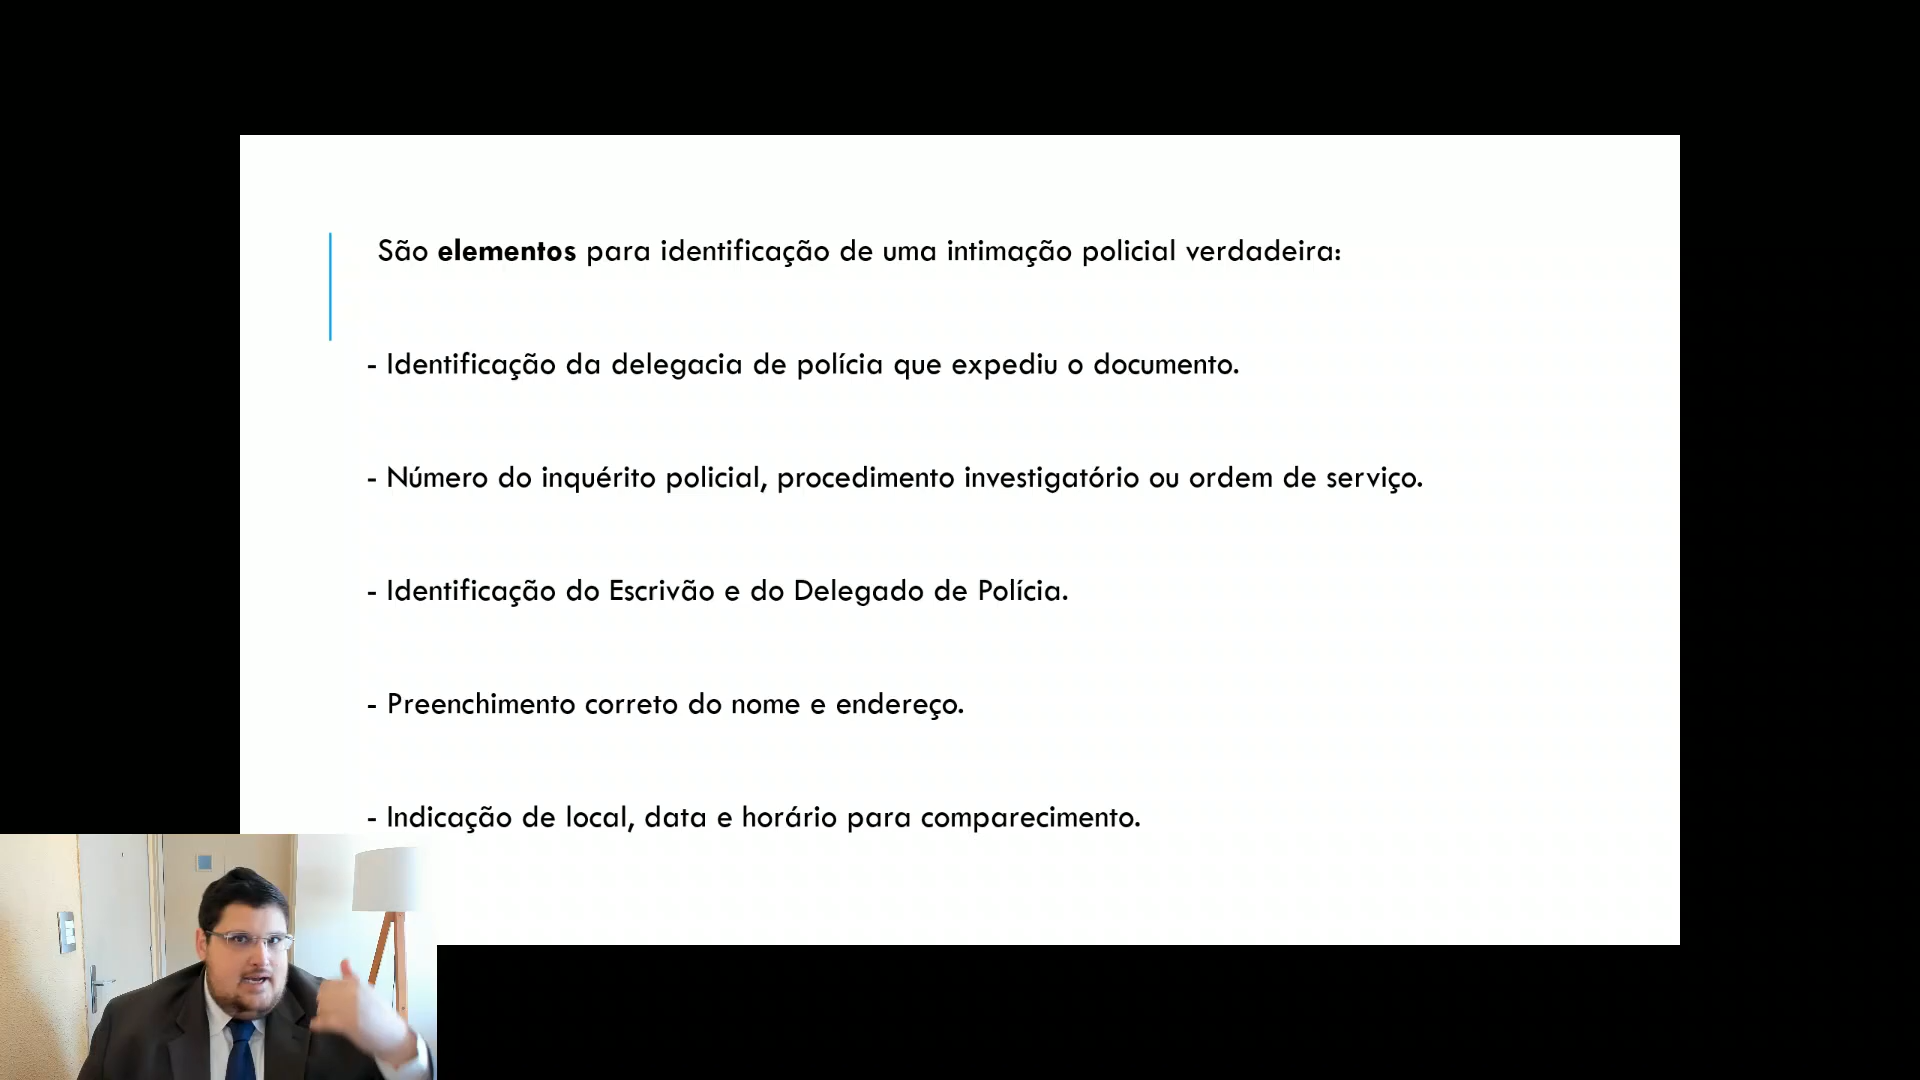 São elementos para identificação de uma intimação policial verdadeira:
- Identificação da delegacia de polícia que expediu o documento.
- Número do inquérito policial, procedimento investigatório ou ordem de serviço.
- Identificação do Escrivão e do Delegado de Polícia.
- Preenchimento correto do nome e endereço.
- Indicação de local, data e horário para comparecimento.